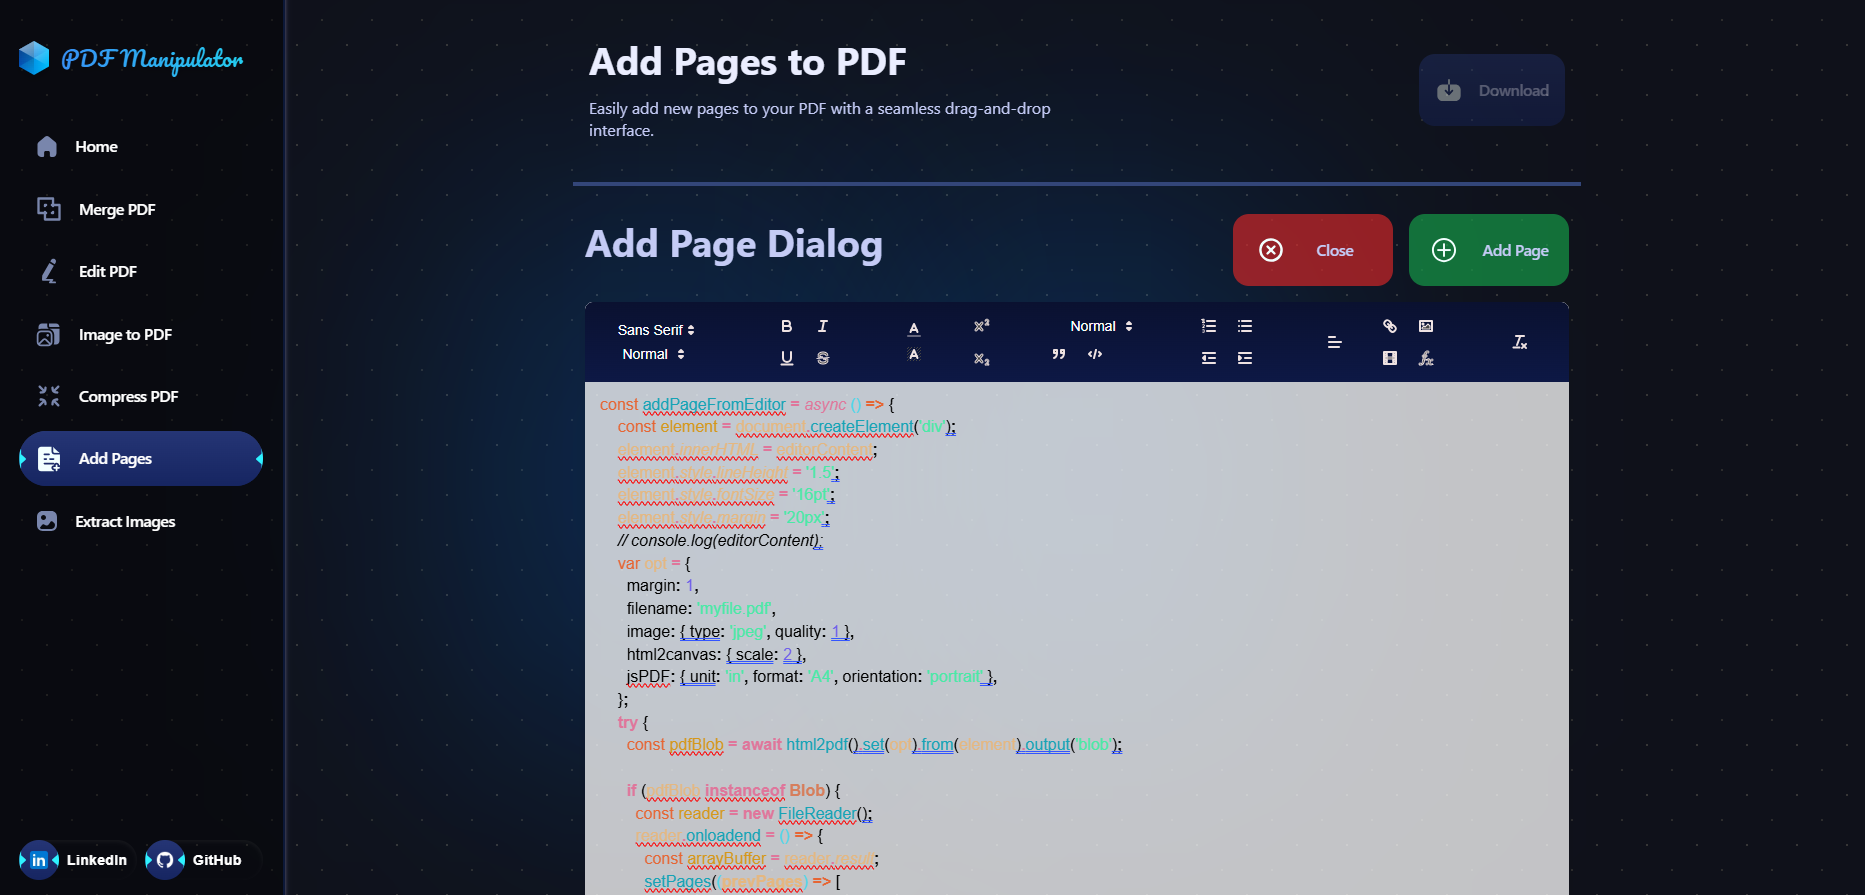 PDF Manipulator
Home
Merge PDF
Edit PDF
Image to PDF
Compress PDF
Add Pages
Extract Images
LinkedIn
GitHub
Add Pages to PDF
Easily add new pages to your PDF with a seamless drag-and-drop
interface.
Download
Add Page Dialog
Close
Add Page
Sans Serif
Normal
Normal
const addPageFromEditor = async () => {
const element = document.createElement('div');
element.innerHTML = editorContent;
element.style.lineHeight = '1.5';
element.style.fontSize = '16pt';
element.style.margin = '20px';
// console.log(editorContent);
var opt = {
margin: 1,
filename: 'myfile.pdf',
image: { type: 'jpeg', quality: 1 },
html2canvas: { scale: 2 },
jsPDF: { unit: 'in', format: 'A4', orientation: 'portrait' },
};
try {
const pdfBlob = await html2pdf().set(opt).from(element).output('blob');
if (pdfBlob instanceof Blob) {
const reader = new FileReader();
reader.onloadend = () => {
const arrayBuffer = reader.result;
setPages((prevPages) => [